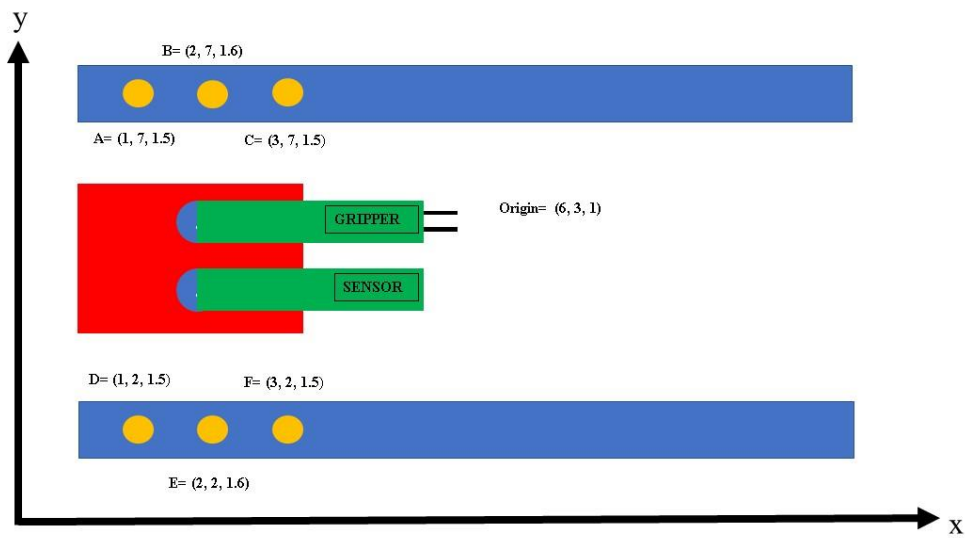 y
B= (2, 7, 1.6)
A= (1, 7, 1.5)
C= (3, 7, 1.5)
GRIPPER
Origin= (6, 3, 1)
SENSOR
D= (1, 2, 1.5)
F= (3, 2, 1.5)
E= (2, 2, 1.6)
x